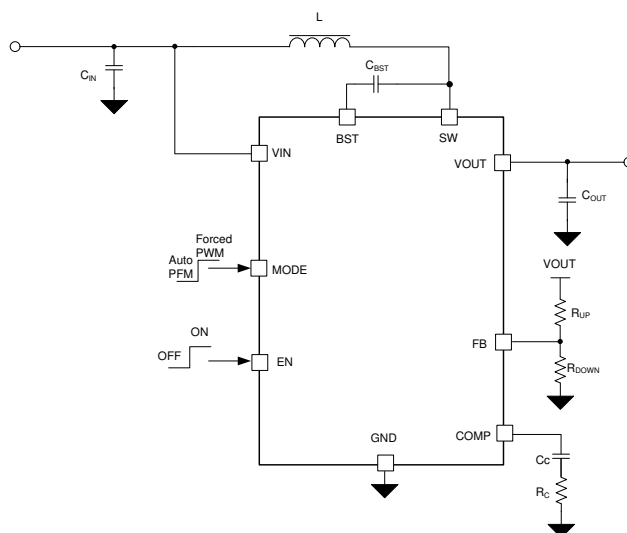 L
CIN
CBST
BST
SW
VIN
VOUT
COUT
Forced
PWM
Auto
PFM
MODE
VOUT
RUP
ON
OFF
EN
FB
RDOWN
GND
COMP
Cc
RC